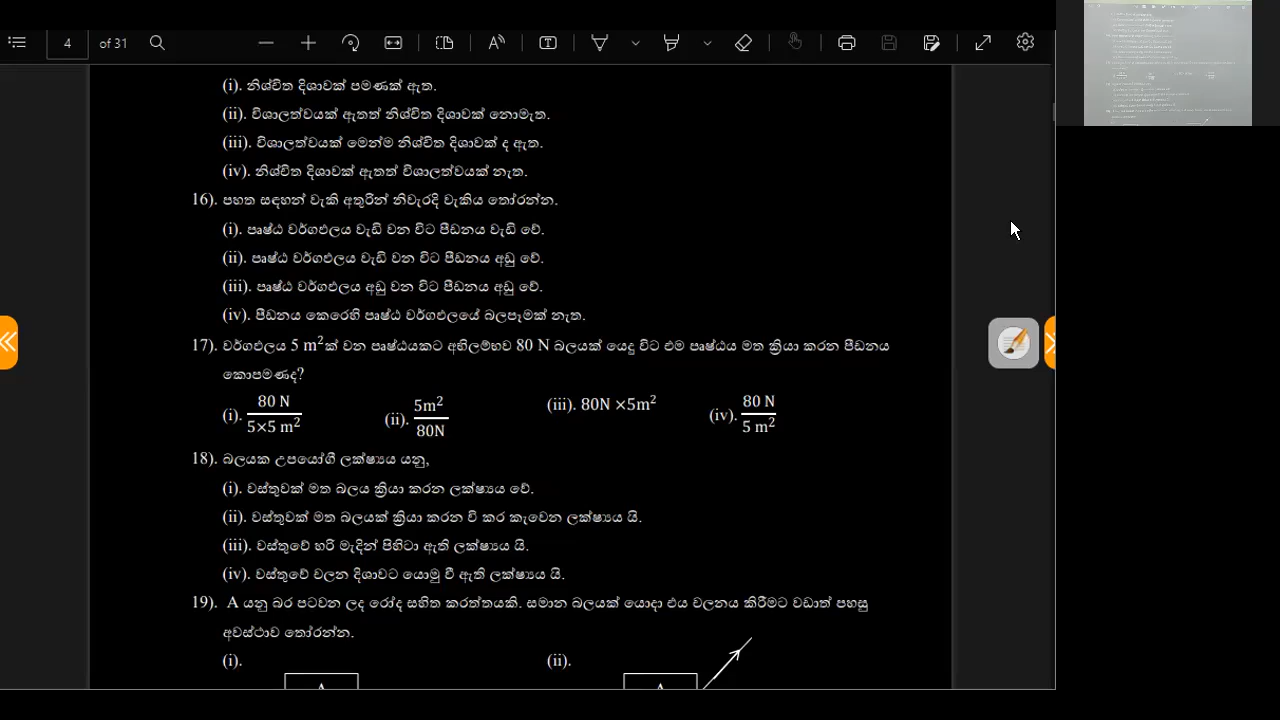 4 of 31
(i). නිශ්චිත දිශාවක් පමණක් ඇත.
(ii). විශාලත්වයක් ඇතත් නිශ්චිත දිශාවක් නොමැත.
(iii). විශාලත්වයක් මෙන්ම නිශ්චිත දිශාවක් ද ඇත.
(iv). නිශ්චිත දිශාවක් ඇතත් විශාලත්වයක් නැත.
16). පහත සඳහන් වැකි අතුරින් නිවැරදි වැකිය තෝරන්න.
(i). පෘෂ්ඨ වර්ගඵලය වැඩි වන විට පීඩනය වැඩි වේ.
(ii). පෘෂ්ඨ වර්ගඵලය වැඩි වන විට පීඩනය අඩු වේ.
(iii). පෘෂ්ඨ වර්ගඵලය අඩු වන විට පීඩනය අඩු වේ.
(iv). පීඩනය කෙරෙහි පෘෂ්ඨ වර්ගඵලයේ බලපෑමක් නැත.
17). වර්ගඵලය 5 m²ක් වන පෘෂ්ඨයකට අභිලම්භව 80 N බලයක් යෙදු විට එම පෘෂ්ඨය මත ක්‍රියා කරන පීඩනය
කොපමණද?
(i). 80 N / 5×5 m² (ii). 5m² / 80N (iii). 80N ×5m² (iv). 80 N / 5 m²
18). බලයක උපයෝගී ලක්ෂ්‍යය යනු,
(i). වස්තුවක් මත බලය ක්‍රියා කරන ලක්ෂ්‍යය වේ.
(ii). වස්තුවක් මත බලයක් ක්‍රියා කරන වි කර කැවෙන ලක්ෂ්‍යය යි.
(iii). වස්තුවේ හරි මැදින් පිහිටා ඇති ලක්ෂ්‍යය යි.
(iv). වස්තුවේ චලන දිශාවට යොමු වී ඇති ලක්ෂ්‍යය යි.
19). A යනු බර පටවන ලද රෝද සහිත කරත්තයකි. සමාන බලයක් යොදා එය චලනය කිරීමට වඩාත් පහසු
අවස්ථාව තෝරන්න.
(i). (ii).
A A